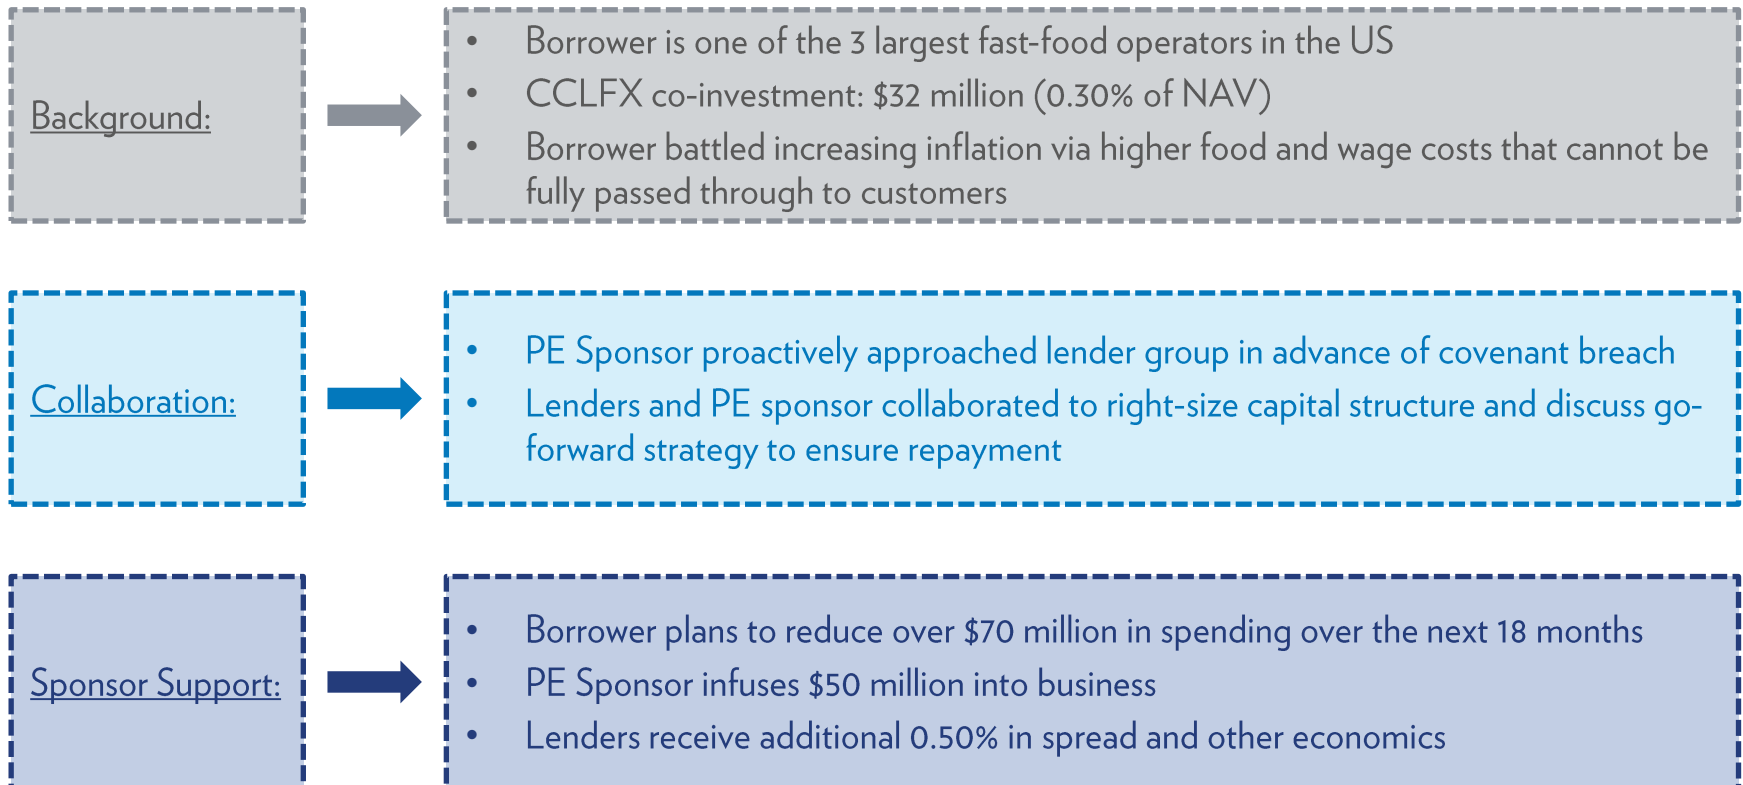 Background:
• Borrower is one of the 3 largest fast-food operators in the US
• CCLFX co-investment: $32 million (0.30% of NAV)
• Borrower battled increasing inflation via higher food and wage costs that cannot be
fully passed through to customers
Collaboration:
• PE Sponsor proactively approached lender group in advance of covenant breach
• Lenders and PE sponsor collaborated to right-size capital structure and discuss go-
forward strategy to ensure repayment
Sponsor Support:
• Borrower plans to reduce over $70 million in spending over the next 18 months
• PE Sponsor infuses $50 million into business
• Lenders receive additional 0.50% in spread and other economics